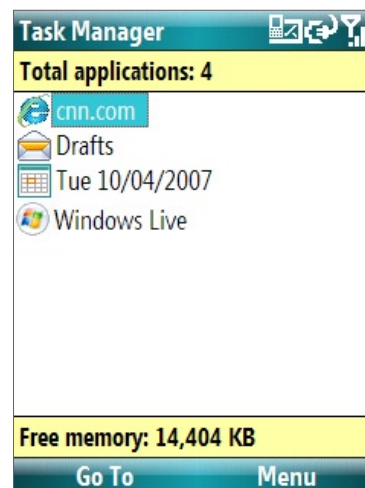 Task Manager
Total applications: 4
cnn.com
Drafts
Tue 10/04/2007
Windows Live
Free memory: 14,404 KB
Go To Menu